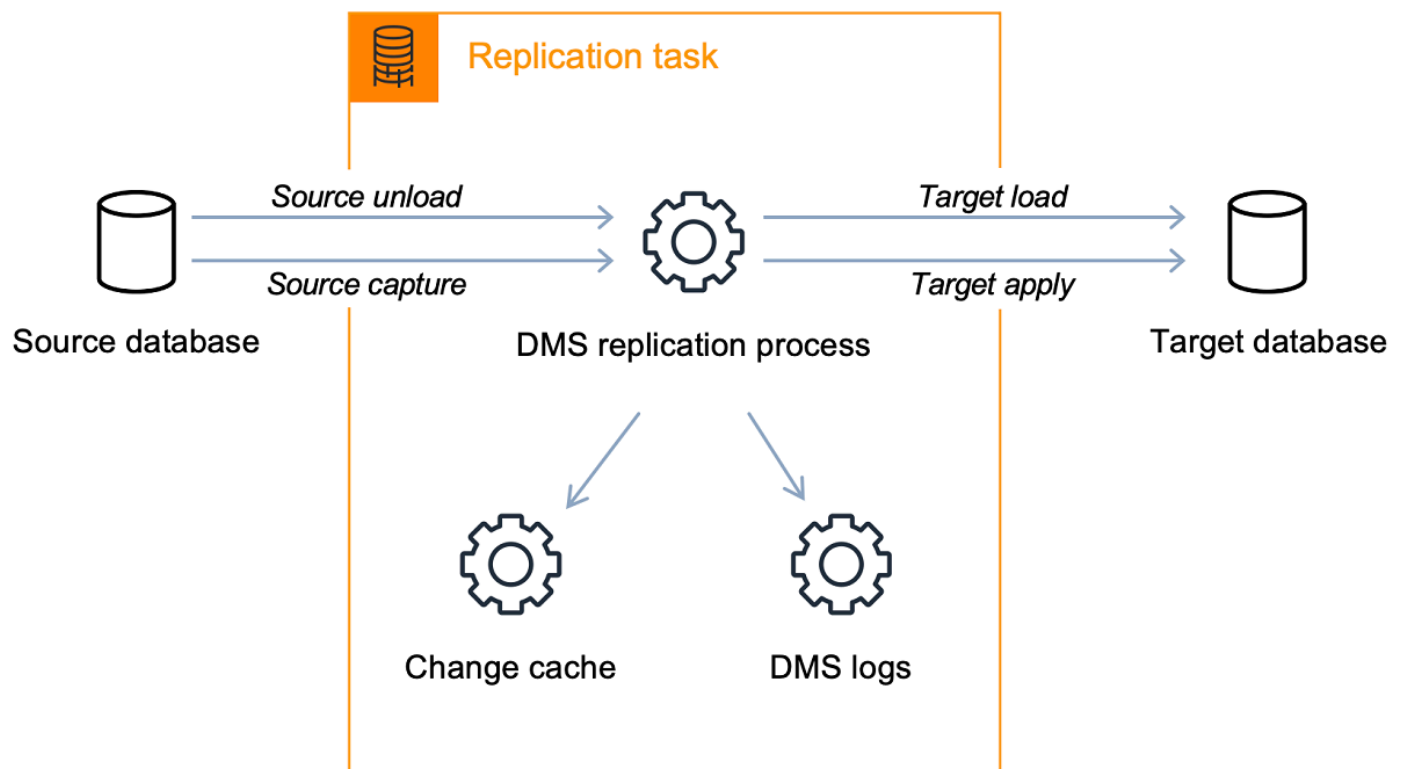 Replication task
Source unload
Target load
Source capture
Target apply
Source database
DMS replication process
Target database
Change cache
DMS logs